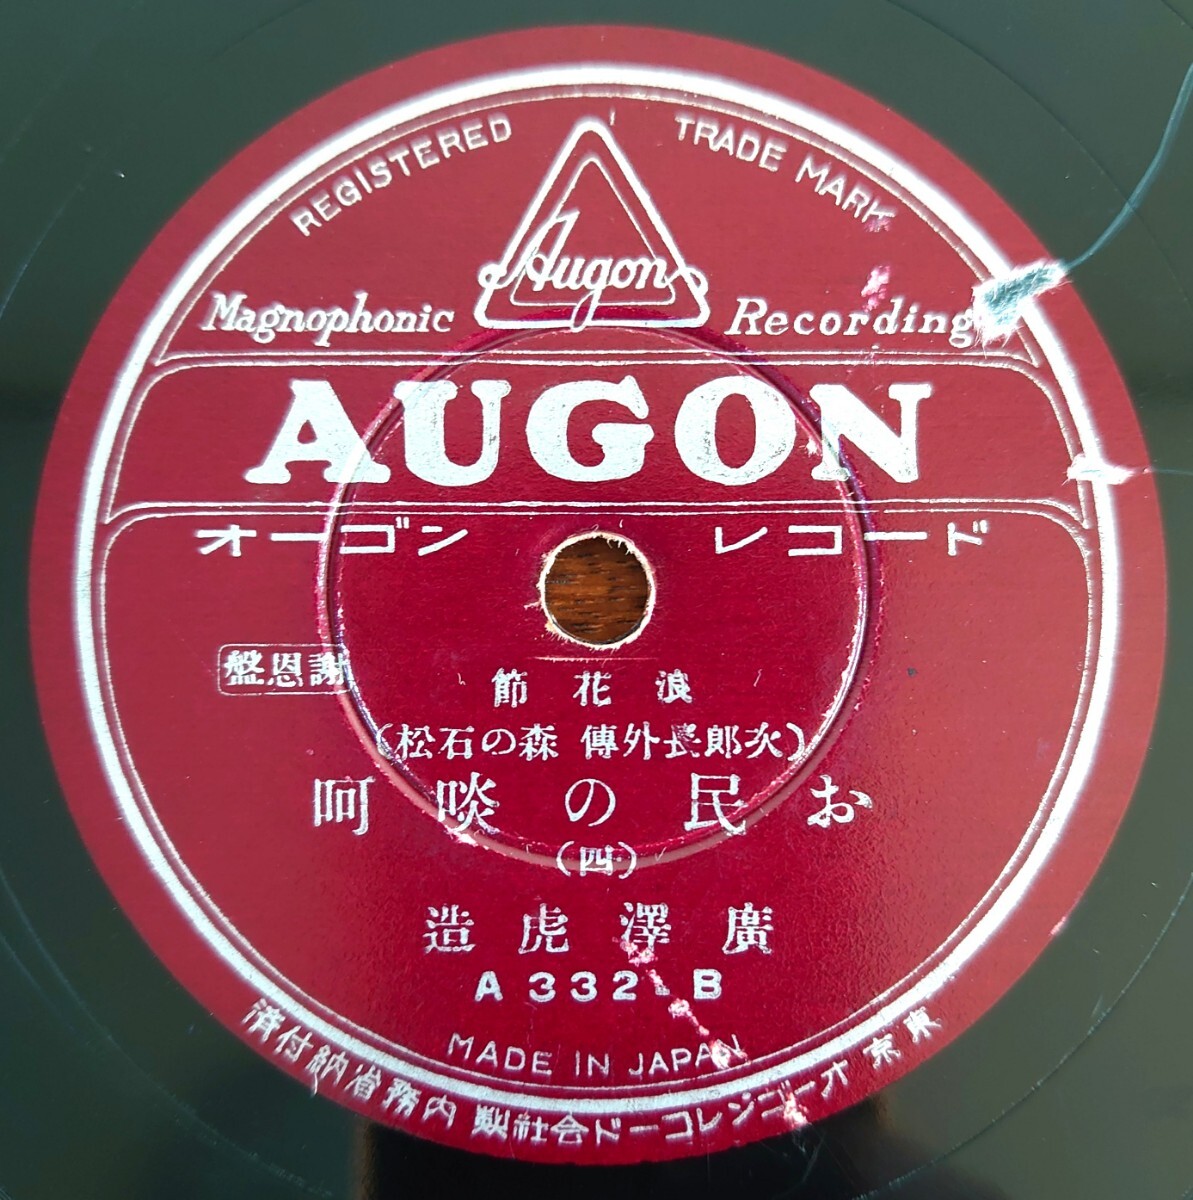 REGISTERED TRADE MARK
Augon
Magnophonic Recording
AUGON
オーゴン レコード
謝恩盤
浪花節
(次郎長外傳 森の石松)
お民の啖呵
(四)
廣澤虎造
A 332-B
MADE IN JAPAN
東京オーゴンレコード会社製 内務省納付済